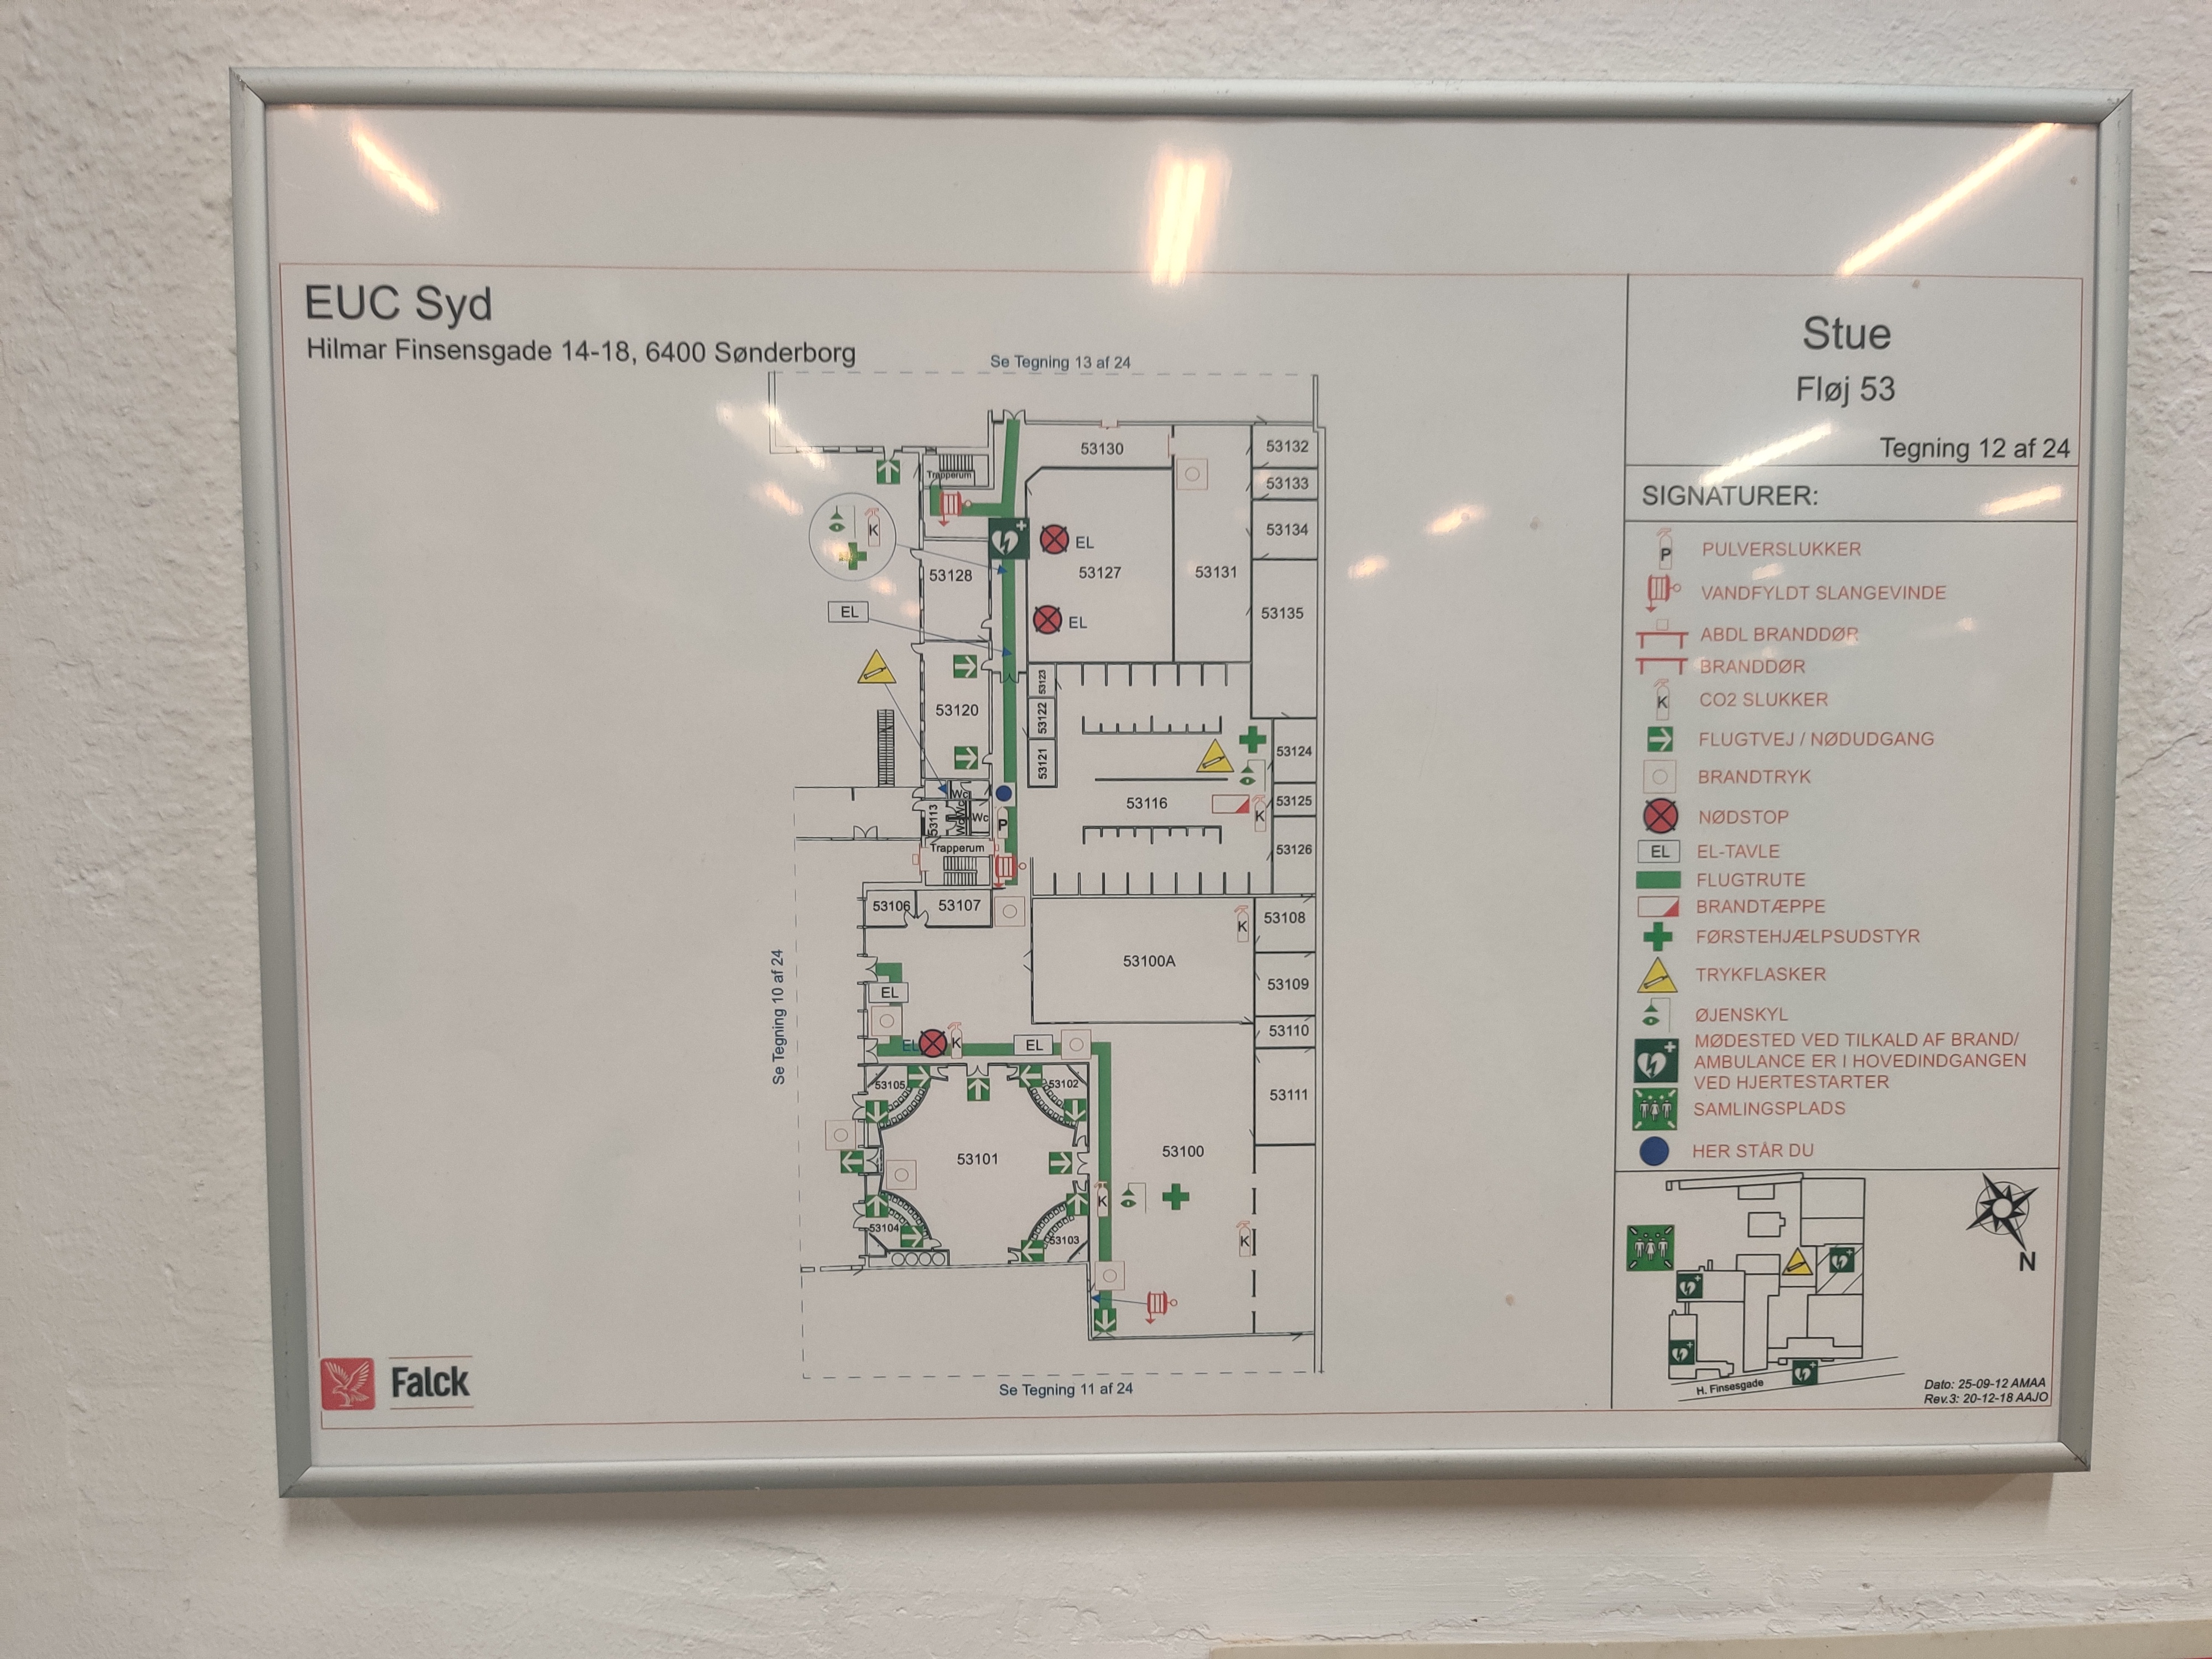 EUC Syd
Hilmar Finsensgade 14-18, 6400 Sønderborg
Se Tegning 13 af 24
Stue
Fløj 53
Tegning 12 af 24
SIGNATURER:
P PULVERSLUKKER
VANDFYLDT SLANGEVINDE
ABDL BRANDDØR
BRANDDØR
K CO2 SLUKKER
FLUGTVEJ / NØDUDGANG
BRANDTRYK
NØDSTOP
EL EL-TAVLE
FLUGTRUTE
BRANDTÆPPE
FØRSTEHJÆLPSUDSTYR
TRYKFLASKER
ØJENSKYL
MØDESTED VED TILKALD AF BRAND/
AMBULANCE ER I HOVEDINDGANGEN
VED HJERTESTARTER
SAMLINGSPLADS
HER STÅR DU
53130
53132
Trapperum
53133
K
53134
EL
53128
53127
53131
EL
53135
EL
53123
53120
53122
53121
53124
Wc
53116
53125
53113
Wc
Wc
Wc
P
K
Trapperum
53126
53106
53107
K
53108
53100A
53109
EL
53110
EL
K
EL
53105
53102
53111
53101
53100
K
53104
53103
K
Se Tegning 10 af 24
Se Tegning 11 af 24
Falck
N
H. Finsesgade
Dato: 25-09-12 AMAA
Rev.3: 20-12-18 AAJO